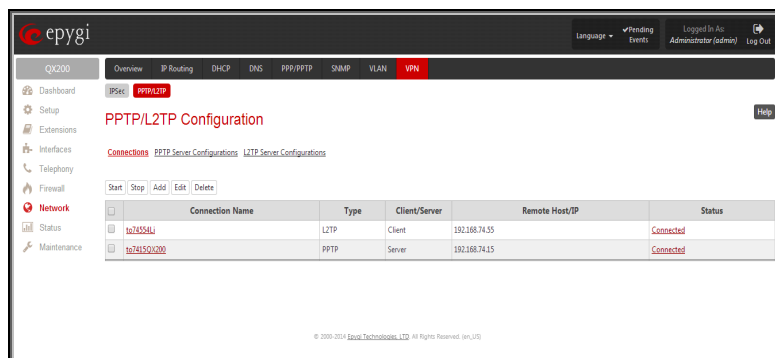 epygi
Language
Pending Events
Logged In As:
Administrator (admin)
Log Out
QX200
Overview IP Routing DHCP DNS PPP/PPTP SNMP VLAN VPN
Dashboard
Setup
Extensions
Interfaces
Telephony
Firewall
Network
Status
Maintenance
IPSec PPTP/L2TP
Help
PPTP/L2TP Configuration
Connections PPTP Server Configurations L2TP Server Configurations
Start Stop Add Edit Delete
Connection Name Type Client/Server Remote Host/IP Status
to74554Li L2TP Client 192.168.74.55 Connected
to7415QX200 PPTP Server 192.168.74.15 Connected
© 2000-2014 Epygi Technologies, LTD. All Rights Reserved. (en_US)